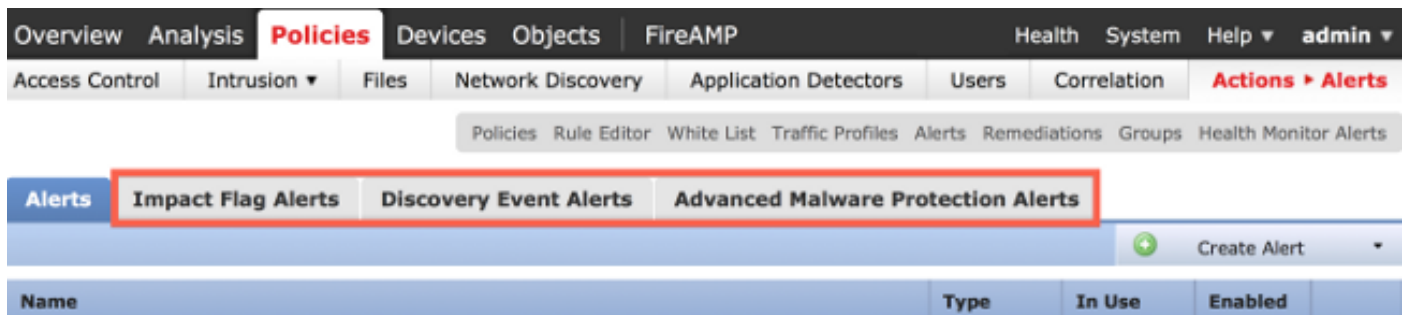 Overview Analysis Policies Devices Objects FireAMP Health System Help ▾ admin ▾
Access Control Intrusion ▾ Files Network Discovery Application Detectors Users Correlation Actions ▸ Alerts
Policies Rule Editor White List Traffic Profiles Alerts Remediations Groups Health Monitor Alerts
Alerts Impact Flag Alerts Discovery Event Alerts Advanced Malware Protection Alerts
Create Alert
Name Type In Use Enabled